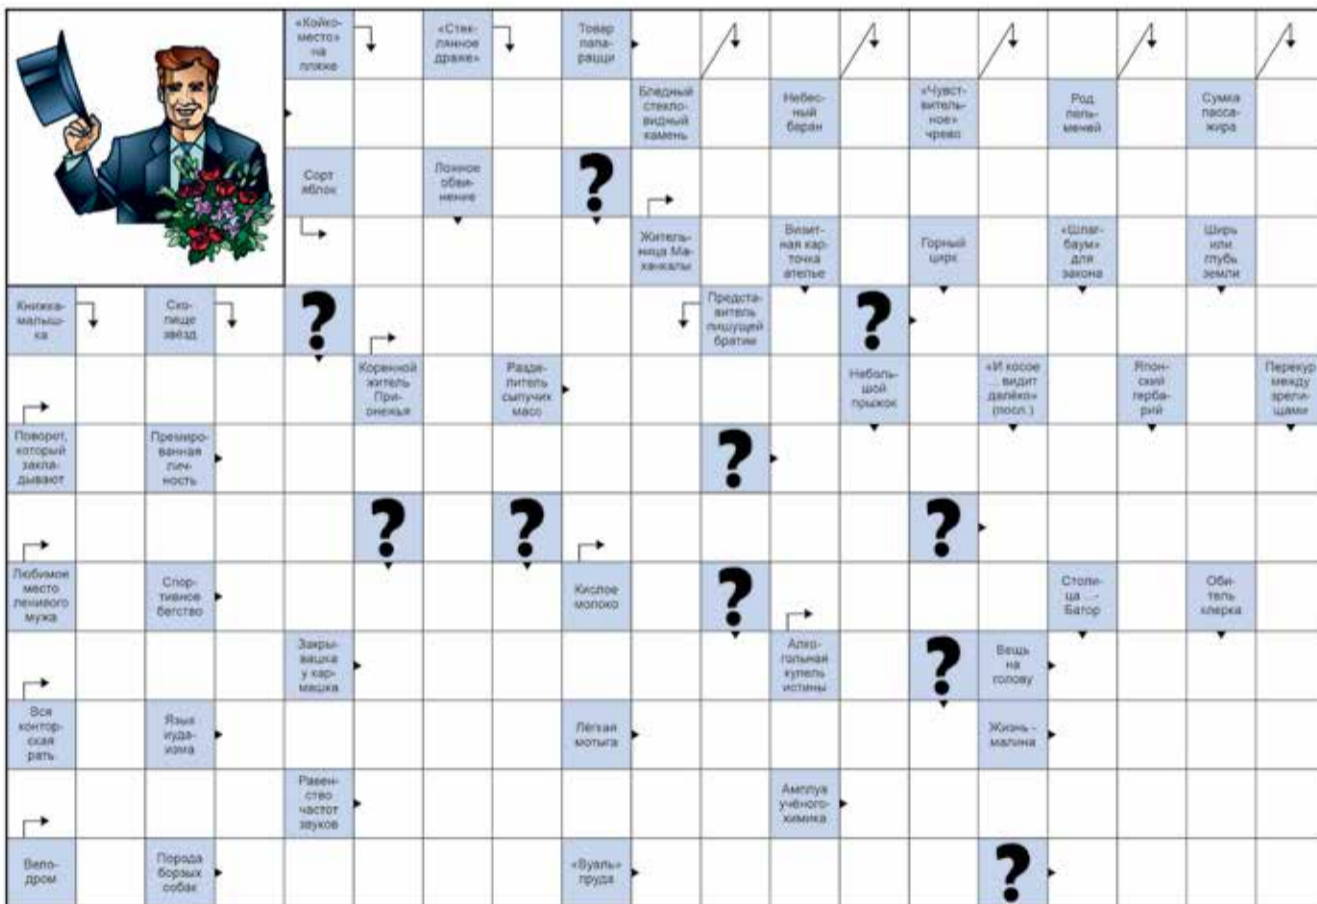 «Койко-
место»
на
пляже
«Стек-
лянное
драже»
Товар
папа-
рацци
Бледный
стекло-
видный
камень
Небес-
ный
баран
«Чувст-
витель-
ное»
чрево
Род
пель-
меней
Сумка
пасса-
жира
Сорт
яблок
Ложное
обви-
нение
?
Житель-
ница Ма-
хачкалы
Визит-
ная кар-
точка
ателье
Горный
цирк
«Шлаг-
баум»
для
закона
Ширь
или
глубь
земли
Книжка-
малыш-
ка
Ско-
пище
звёзд
?
Предста-
витель
пишущей
братии
?
Коренной
житель
При-
онежья
Разде-
литель
сыпучих
масс
Неболь-
шой
прыжок
«И косое
... видит
далёко»
(посл.)
Япон-
ский
герба-
рий
Перекур
между
зрели-
щами
Поворот,
который
закла-
дывают
Премиро-
ванная
лич-
ность
?
?
?
?
Любимое
место
ленивого
мужа
Спор-
тивное
бегство
Кислое
молоко
?
Столи-
ца ...-
Батор
Оби-
тель
клерка
Закры-
вашка
у кар-
машка
Алко-
гольная
купель
истины
?
Вещь
на
голову
Вся
контор-
ская
рать
Язык
иуда-
изма
Лёгкая
мотыга
Жизнь -
малина
Равен-
ство
частот
звуков
Амплуа
учёного-
химика
Вело-
дром
Порода
борзых
собак
«Вуаль»
пруда
?